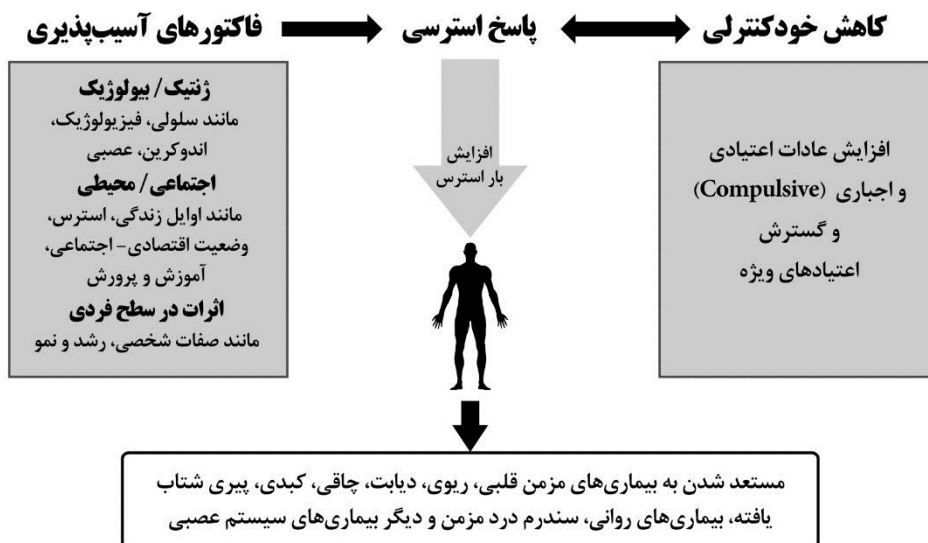 کاهش خودکنترلی
پاسخ استرسی
فاکتورهای آسیب‌پذیری
افزایش عادات اعتیادی
و اجباری (Compulsive)
و گسترش
اعتیادهای ویژه
افزایش
بار استرس
ژنتیک / بیولوژیک
مانند سلولی، فیزیولوژیک،
اندوکرین، عصبی
اجتماعی / محیطی
مانند اوایل زندگی، استرس،
وضعیت اقتصادی - اجتماعی،
آموزش و پرورش
اثرات در سطح فردی
مانند صفات شخصی، رشد و نمو
مستعد شدن به بیماری‌های مزمن قلبی، ریوی، دیابت، چاقی، کبدی، پیری شتاب
یافته، بیماری‌های روانی، سندرم درد مزمن و دیگر بیماری‌های سیستم عصبی